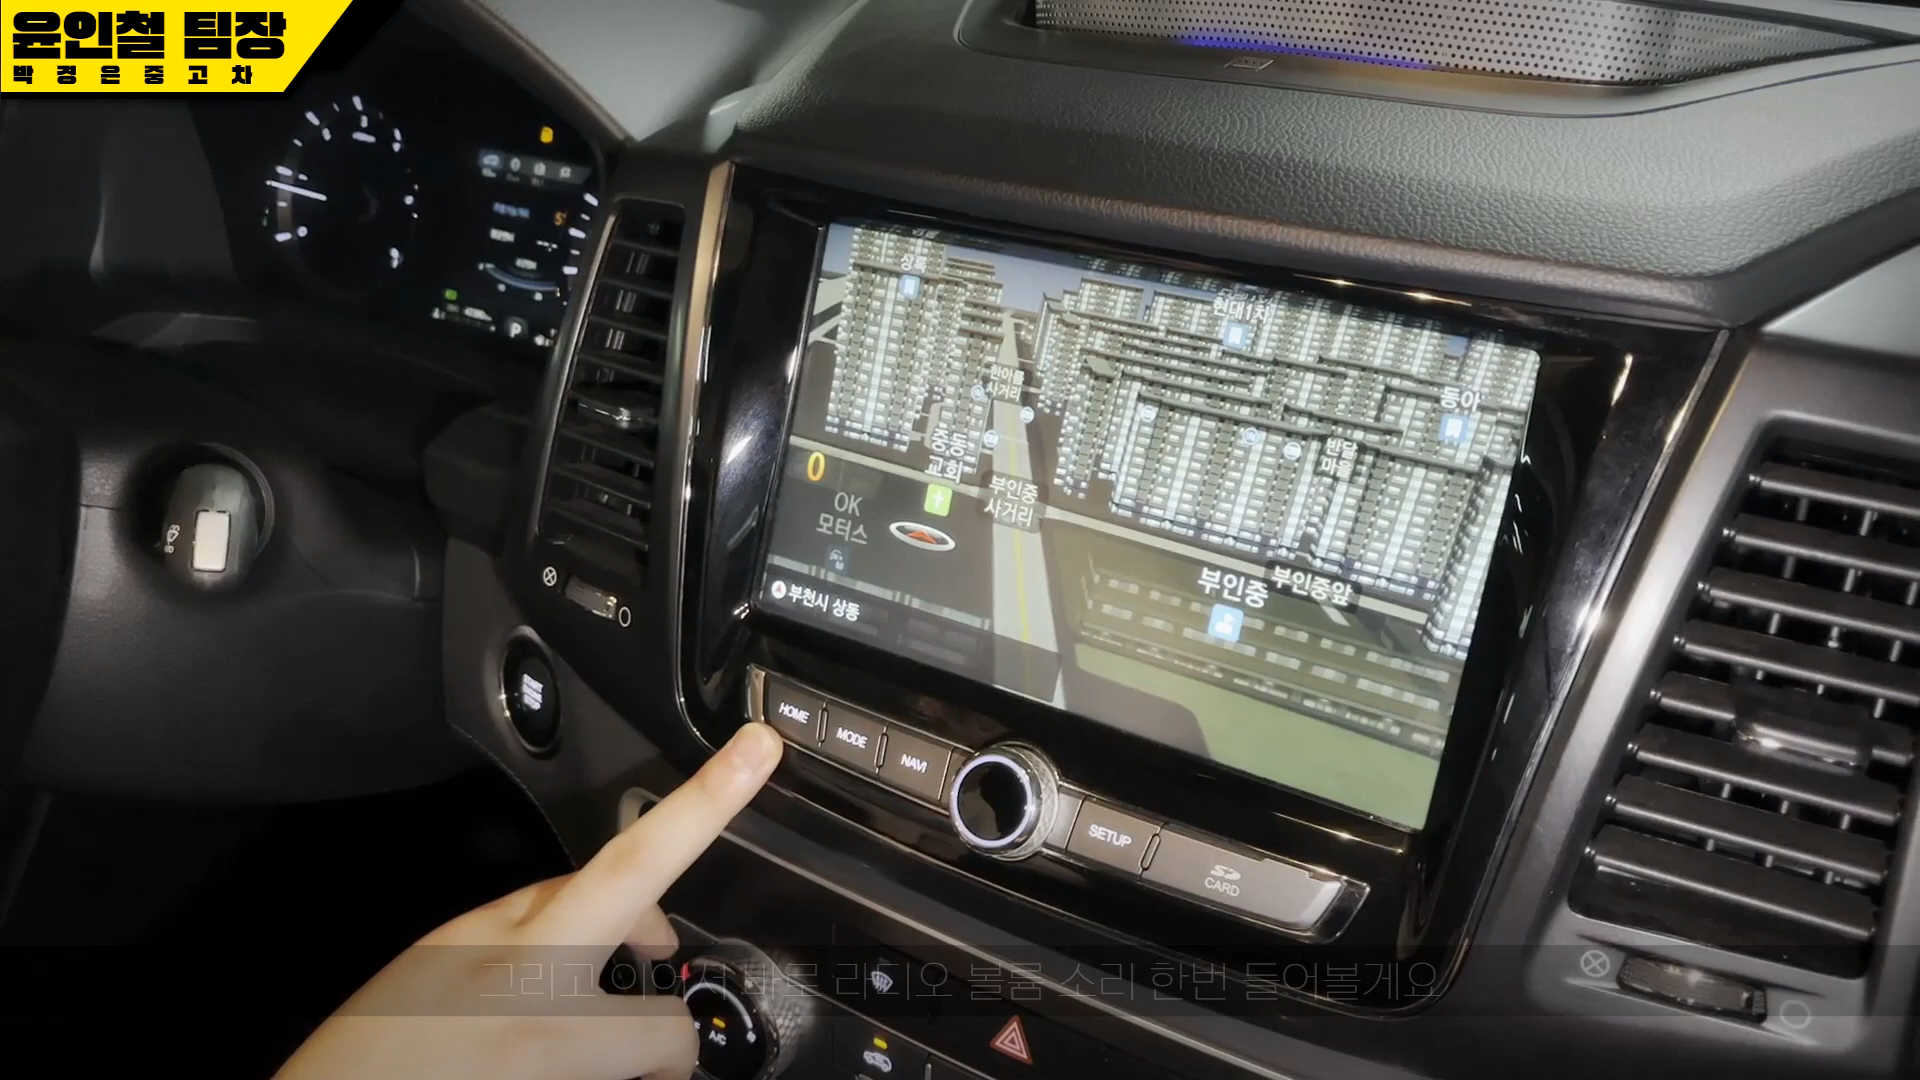 윤인철 팀장
박경은중고차
상록
현대1차
한아름
사거리
동아
중동
교회
반달
마을
0
부인중
사거리
OK
모터스
부인중
부인중앞
부천시 상동
P
START
STOP
HOME
MODE
NAVI
SETUP
SD
CARD
A/C
그리고 이어서 바로 라디오 볼륨 소리 한번 들어볼게요